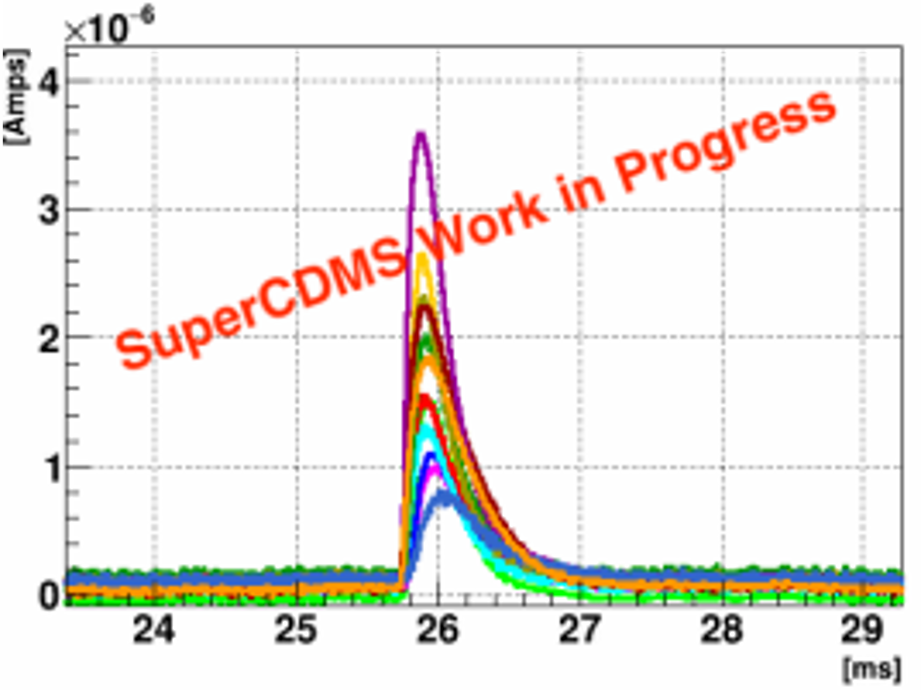 ×10⁻⁶
[Amps]
4
3
2
1
0
SuperCDMS Work in Progress
24 25 26 27 28 29
[ms]